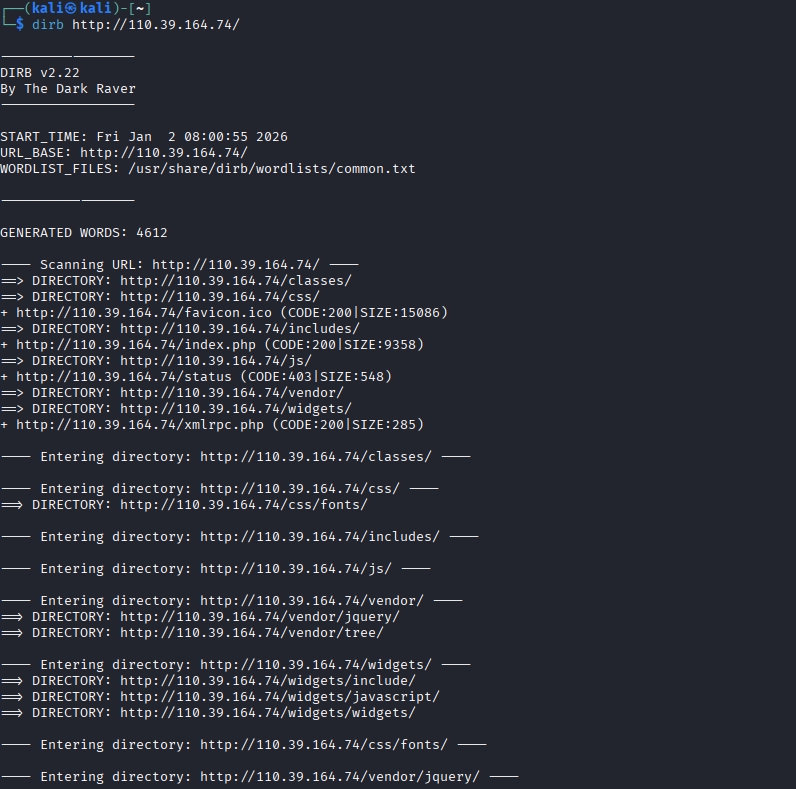 ┌──(kali㉿kali)-[~]
└─$ dirb http://110.39.164.74/
-----------------
DIRB v2.22
By The Dark Raver
-----------------
START_TIME: Fri Jan  2 08:00:55 2026
URL_BASE: http://110.39.164.74/
WORDLIST_FILES: /usr/share/dirb/wordlists/common.txt
-----------------
GENERATED WORDS: 4612
---- Scanning URL: http://110.39.164.74/ ----
==> DIRECTORY: http://110.39.164.74/classes/
==> DIRECTORY: http://110.39.164.74/css/
+ http://110.39.164.74/favicon.ico (CODE:200|SIZE:15086)
==> DIRECTORY: http://110.39.164.74/includes/
+ http://110.39.164.74/index.php (CODE:200|SIZE:9358)
==> DIRECTORY: http://110.39.164.74/js/
+ http://110.39.164.74/status (CODE:403|SIZE:548)
==> DIRECTORY: http://110.39.164.74/vendor/
==> DIRECTORY: http://110.39.164.74/widgets/
+ http://110.39.164.74/xmlrpc.php (CODE:200|SIZE:285)
---- Entering directory: http://110.39.164.74/classes/ ----
---- Entering directory: http://110.39.164.74/css/ ----
==> DIRECTORY: http://110.39.164.74/css/fonts/
---- Entering directory: http://110.39.164.74/includes/ ----
---- Entering directory: http://110.39.164.74/js/ ----
---- Entering directory: http://110.39.164.74/vendor/ ----
==> DIRECTORY: http://110.39.164.74/vendor/jquery/
==> DIRECTORY: http://110.39.164.74/vendor/tree/
---- Entering directory: http://110.39.164.74/widgets/ ----
==> DIRECTORY: http://110.39.164.74/widgets/include/
==> DIRECTORY: http://110.39.164.74/widgets/javascript/
==> DIRECTORY: http://110.39.164.74/widgets/widgets/
---- Entering directory: http://110.39.164.74/css/fonts/ ----
---- Entering directory: http://110.39.164.74/vendor/jquery/ ----